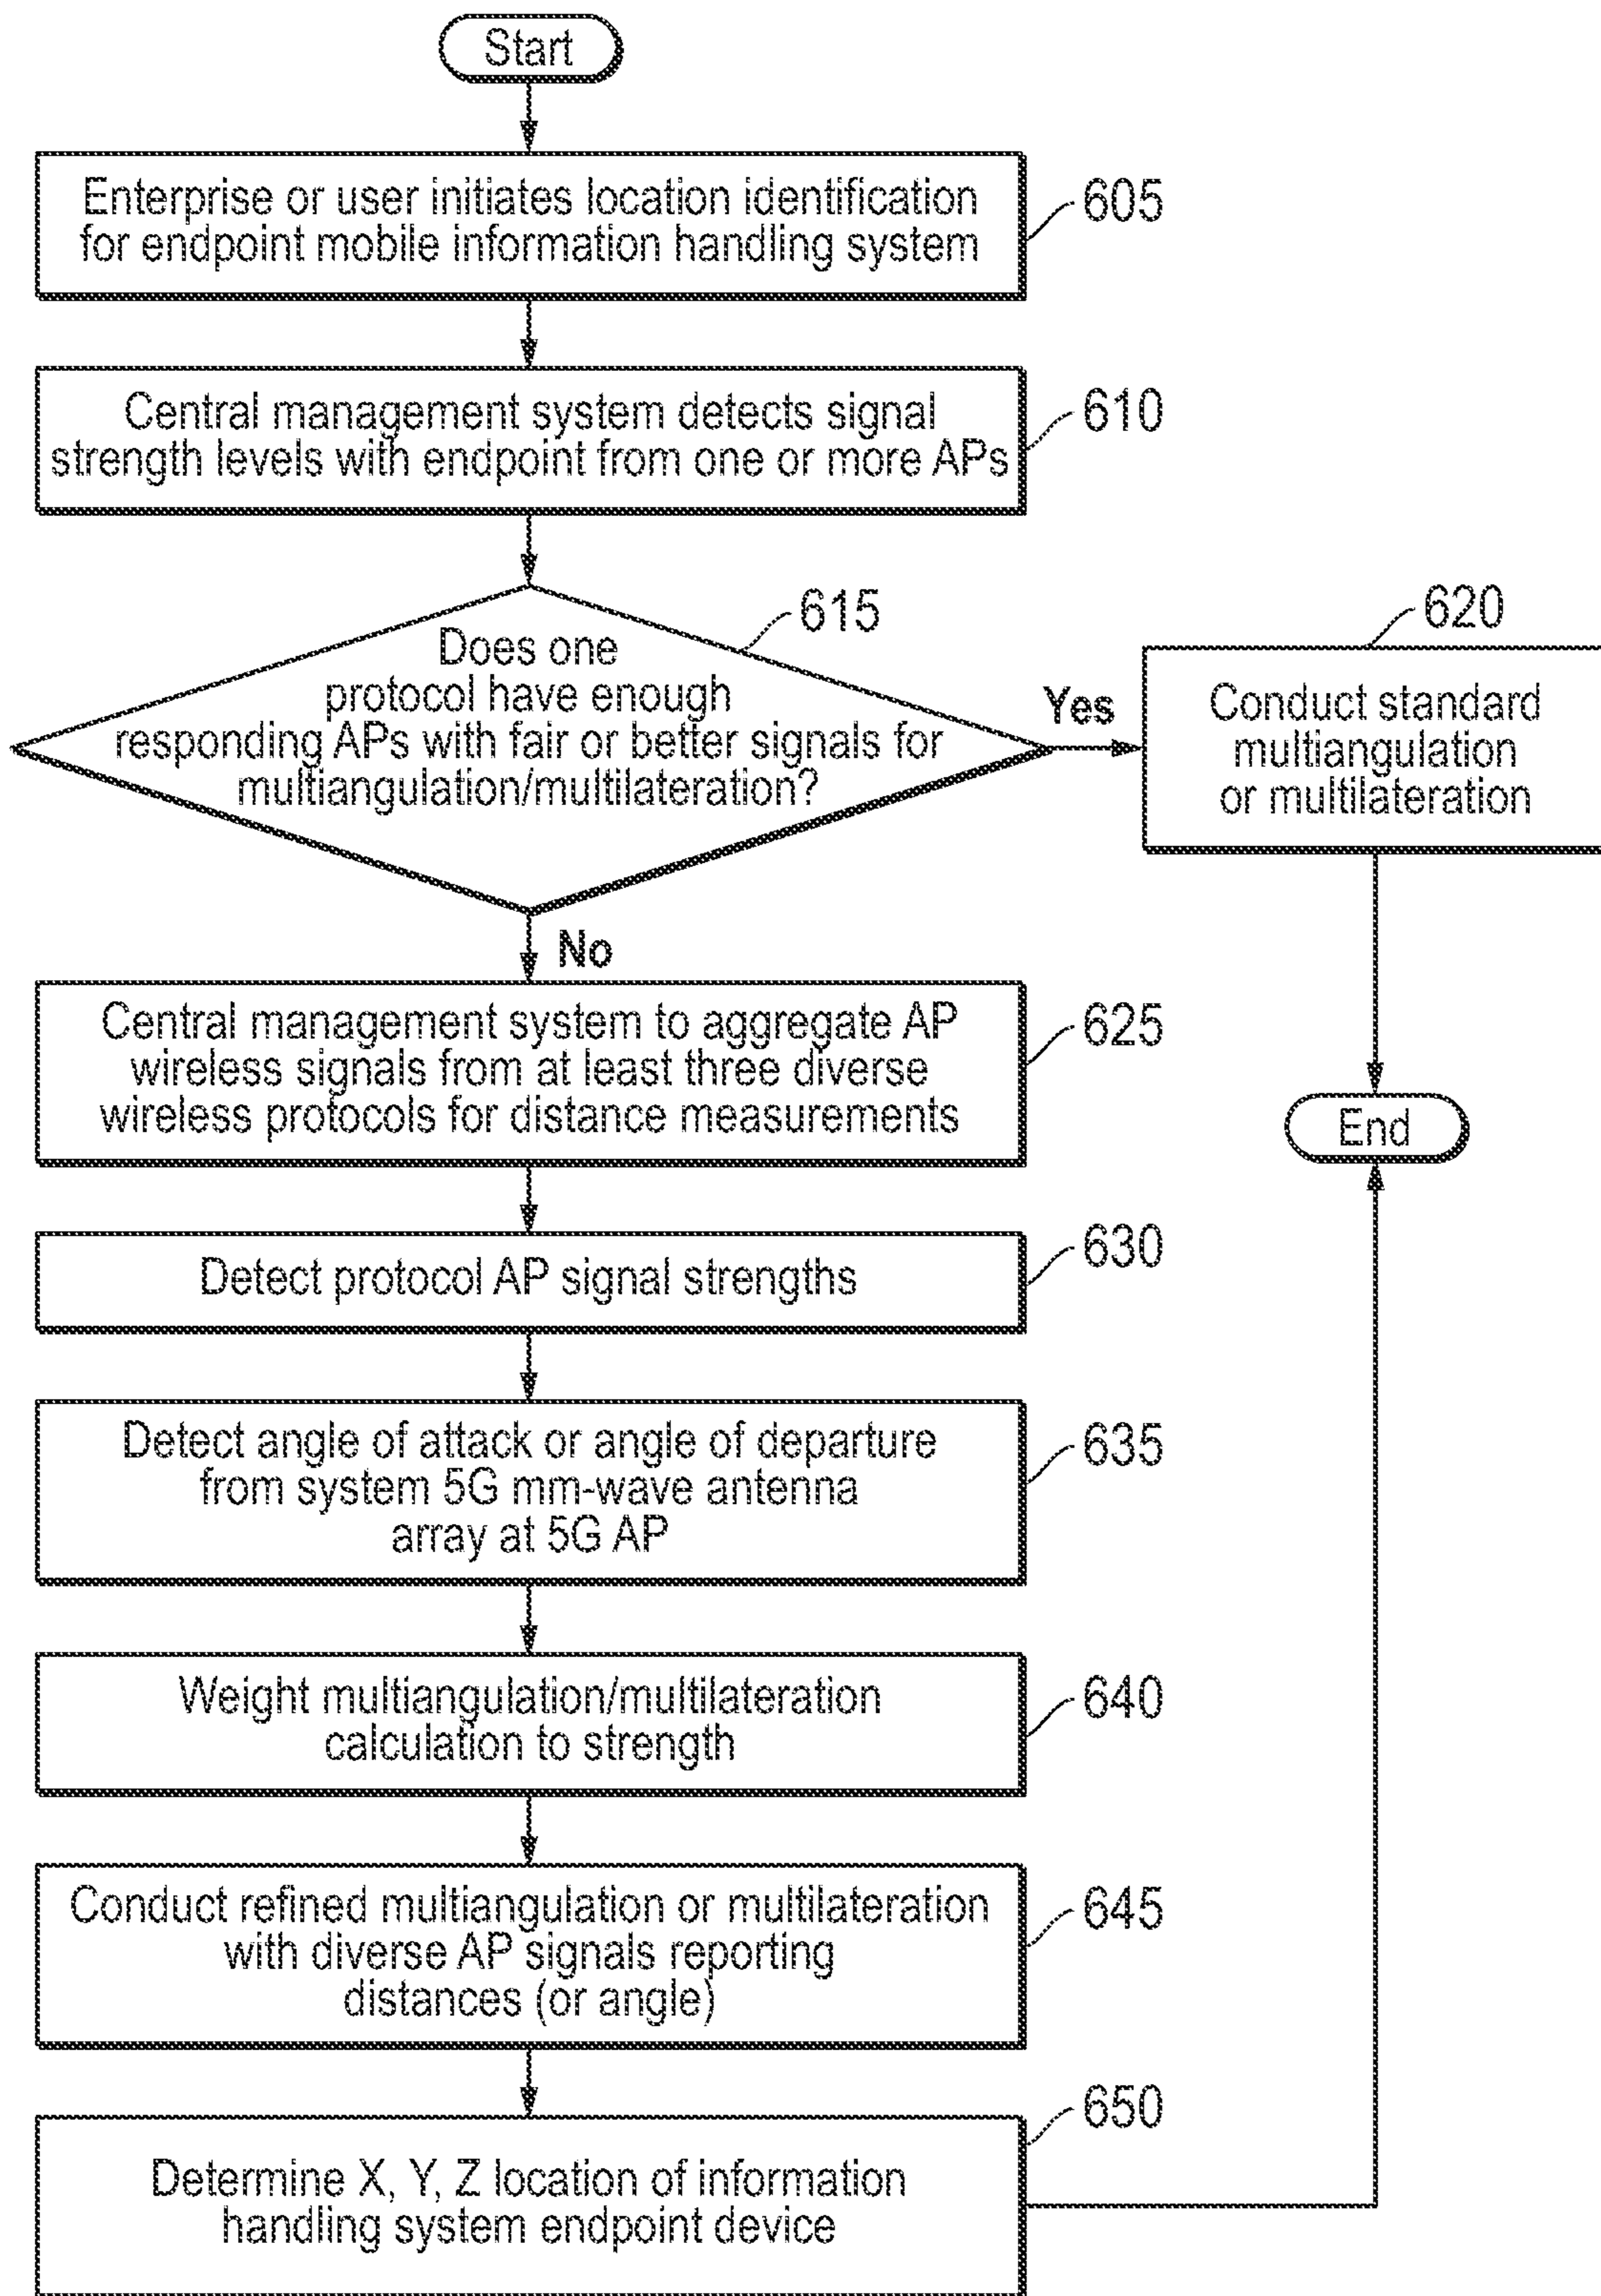 Start
Enterprise or user initiates location identification
for endpoint mobile information handling system
605
Central management system detects signal
strength levels with endpoint from one or more APs
610
Does one
protocol have enough
responding APs with fair or better signals for
multiangulation/multilateration?
615
Yes
620
Conduct standard
multiangulation
or multilateration
No
Central management system to aggregate AP
wireless signals from at least three diverse
wireless protocols for distance measurements
625
End
Detect protocol AP signal strengths
630
Detect angle of attack or angle of departure
from system 5G mm-wave antenna
array at 5G AP
635
Weight multiangulation/multilateration
calculation to strength
640
Conduct refined multiangulation or multilateration
with diverse AP signals reporting
distances (or angle)
645
Determine X, Y, Z location of information
handling system endpoint device
650